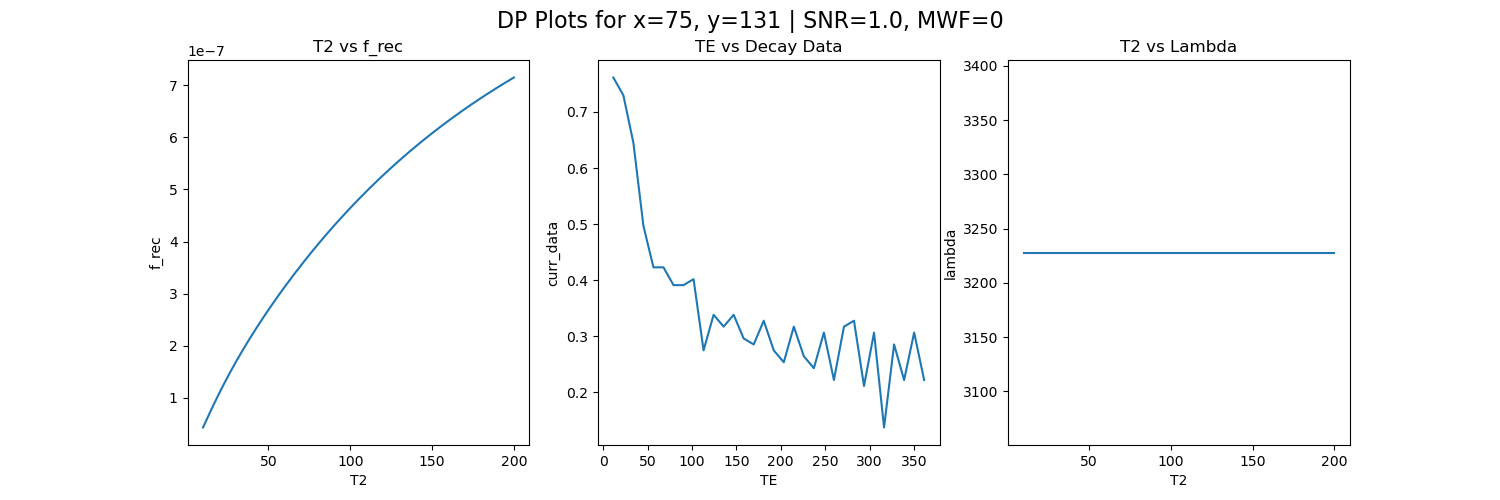 DP Plots for x=75, y=131 | SNR=1.0, MWF=0
T2 vs f_rec
1e−7
7
6
5
4
3
2
1
f_rec
50 100 150 200
T2
TE vs Decay Data
0.7
0.6
0.5
0.4
0.3
0.2
curr_data
0 50 100 150 200 250 300 350
TE
T2 vs Lambda
3400
3350
3300
3250
3200
3150
3100
lambda
50 100 150 200
T2